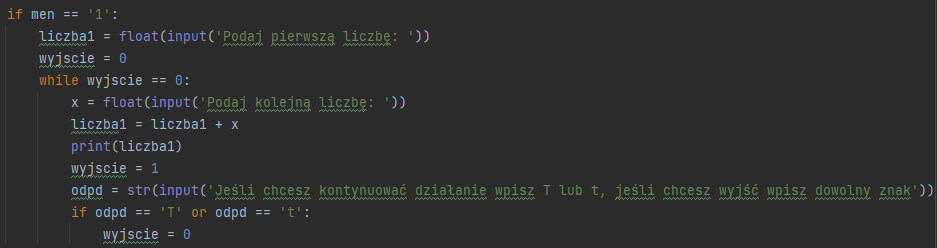 if men == '1':
    liczba1 = float(input('Podaj pierwszą liczbę: '))
    wyjscie = 0
    while wyjscie == 0:
        x = float(input('Podaj kolejną liczbę: '))
        liczba1 = liczba1 + x
        print(liczba1)
        wyjscie = 1
        odpd = str(input('Jeśli chcesz kontynuować działanie wpisz T lub t, jeśli chcesz wyjść wpisz dowolny znak'))
        if odpd == 'T' or odpd == 't':
            wyjscie = 0